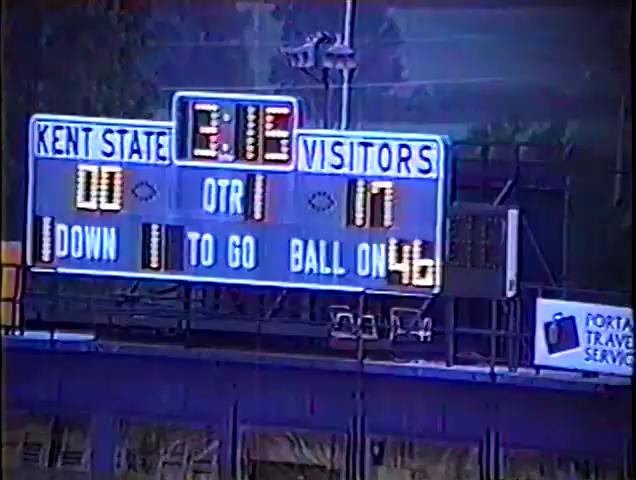 3:15
KENT STATE VISITORS
00 QTR 1 17
1 DOWN 1 TO GO BALL ON 46
PORTA
TRAVE
SERVIC